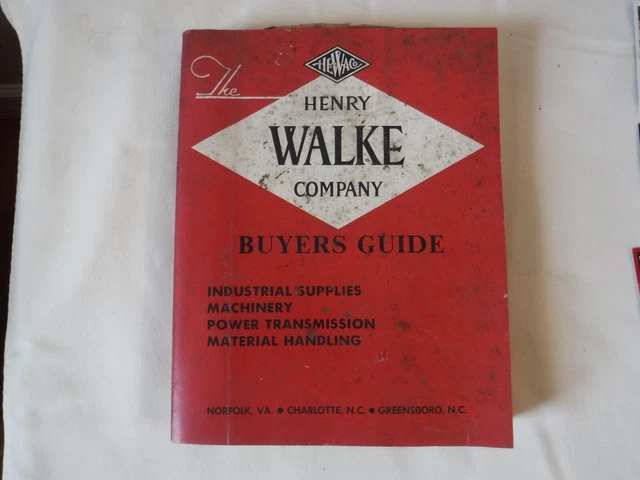 HEWACO
The
HENRY
WALKE
COMPANY
BUYERS GUIDE
INDUSTRIAL SUPPLIES
MACHINERY
POWER TRANSMISSION
MATERIAL HANDLING
NORFOLK, VA. ● CHARLOTTE, N.C. ● GREENSBORO, N.C.